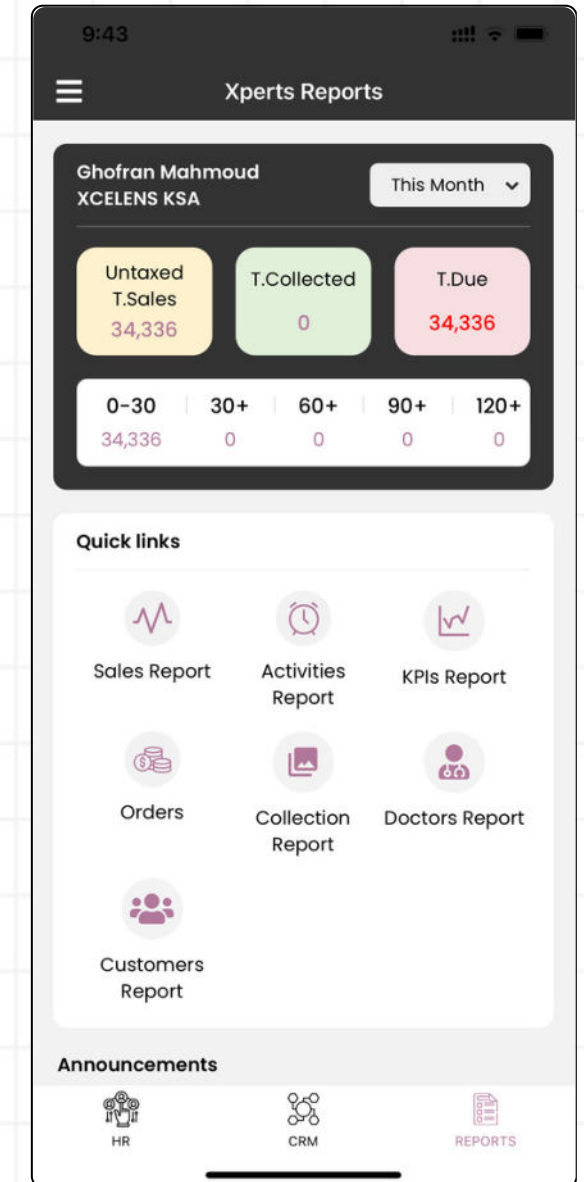 9:43
Xperts Reports
Ghofran Mahmoud
XCELENS KSA
This Month
Untaxed
T.Sales
34,336
T.Collected
0
T.Due
34,336
0-30 30+ 60+ 90+ 120+
34,336 0 0 0 0
Quick links
Sales Report
Activities
Report
KPIs Report
Orders
Collection
Report
Doctors Report
Customers
Report
Announcements
HR
CRM
REPORTS